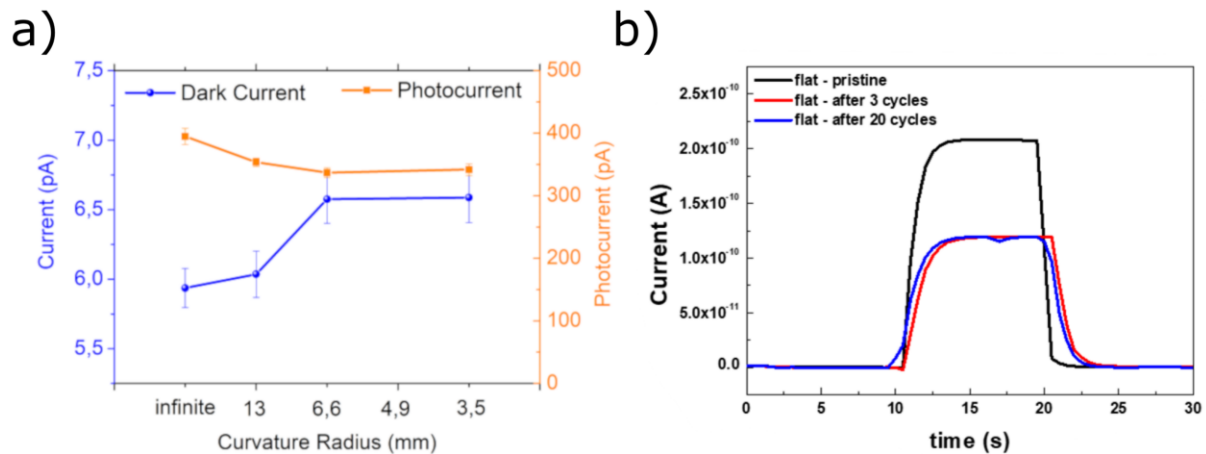 a)
7,5
7,0
6,5
6,0
5,5
Current (pA)
Dark Current
Photocurrent
500
400
300
200
100
0
Photocurrent (pA)
infinite 13 6,6 4,9 3,5
Curvature Radius (mm)
b)
flat - pristine
flat - after 3 cycles
flat - after 20 cycles
2.5x10⁻¹⁰
2.0x10⁻¹⁰
1.5x10⁻¹⁰
1.0x10⁻¹⁰
5.0x10⁻¹¹
0.0
Current (A)
0 5 10 15 20 25 30
time (s)